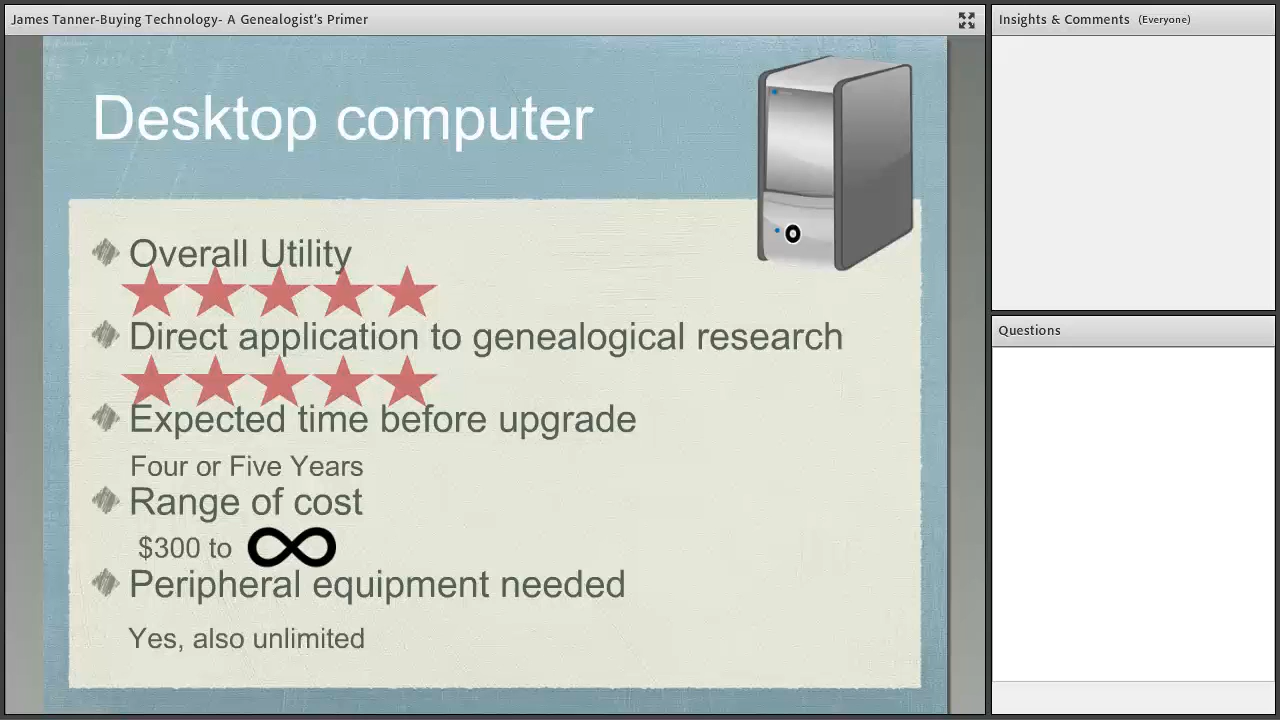 James Tanner-Buying Technology- A Genealogist's Primer
Insights & Comments (Everyone)
Desktop computer
Overall Utility
Direct application to genealogical research
Expected time before upgrade
Four or Five Years
Range of cost
$300 to ∞
Peripheral equipment needed
Yes, also unlimited
Questions